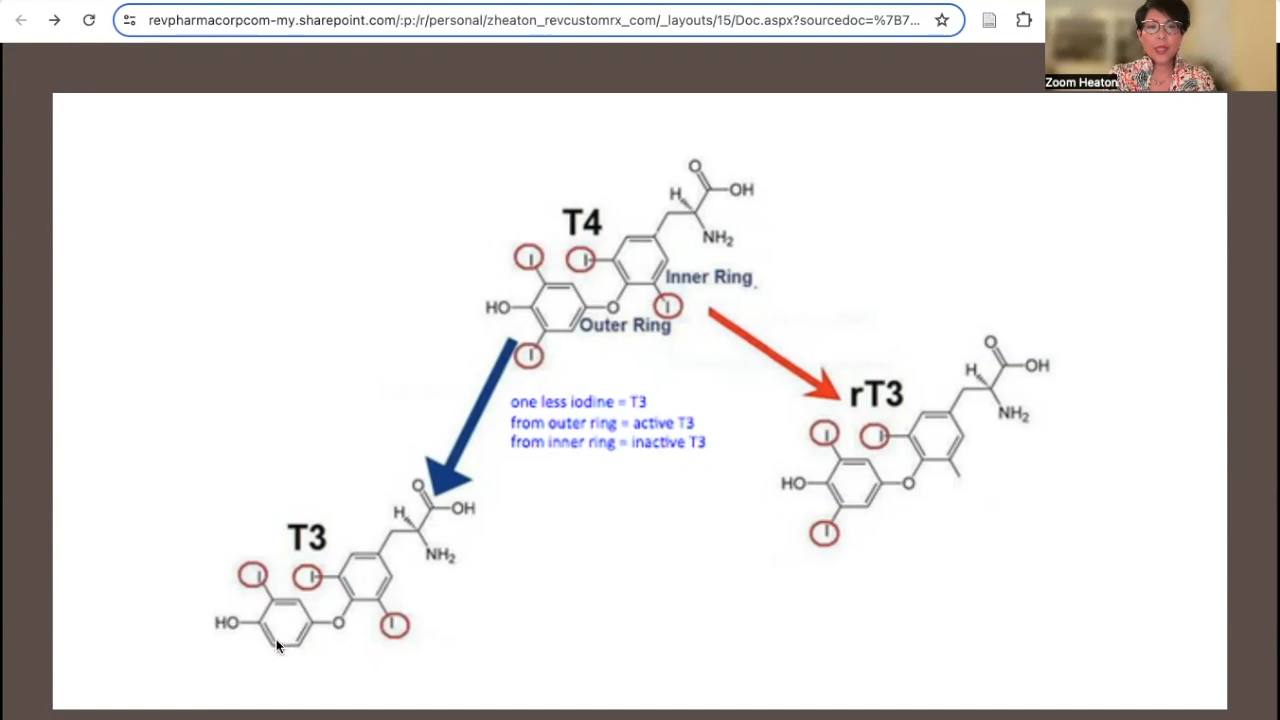 revpharmacorpcom-my.sharepoint.com/:p:/r/personal/zheaton_revcustomrx_com/_layouts/15/Doc.aspx?sourcedoc=%7B7...
Zoom Heaton
O
H
OH
T4
NH₂
I
I
Inner Ring
HO
O
I
Outer Ring
I
one less iodine = T3
from outer ring = active T3
from inner ring = inactive T3
O
H
OH
rT3
NH₂
I
I
HO
O
I
O
H
OH
T3
NH₂
I
I
HO
O
I